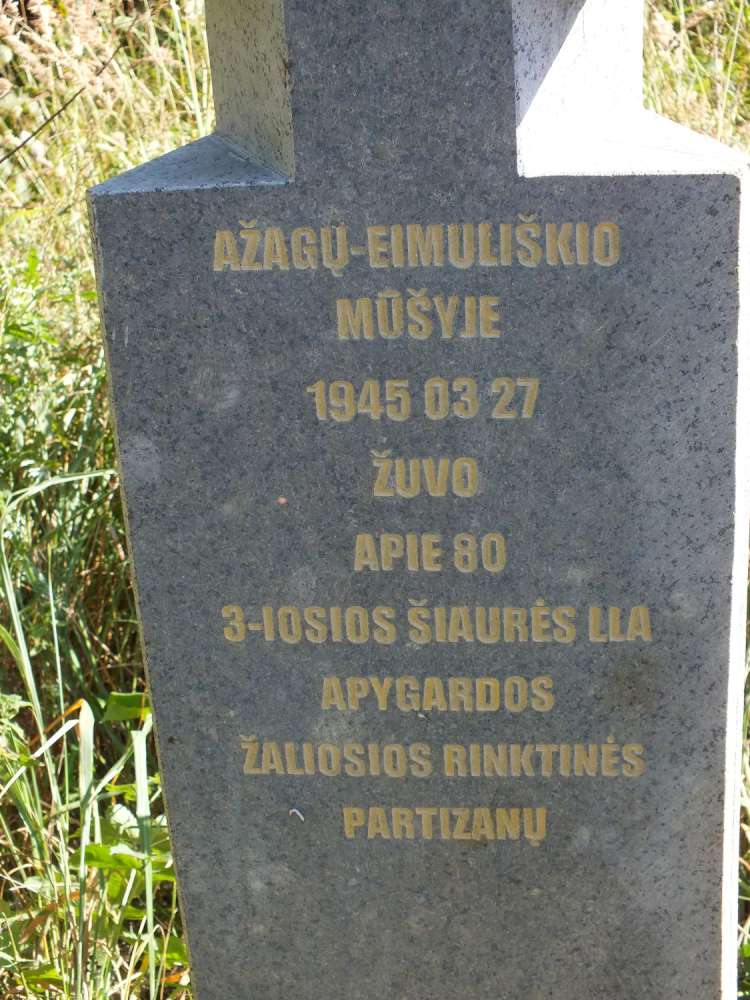 AŽAGŲ-EIMULIŠKIO
MŪŠYJE
1945 03 27
ŽUVO
APIE 80
3-IOSIOS ŠIAURĖS LLA
APYGARDOS
ŽALIOSIOS RINKTINĖS
PARTIZANŲ